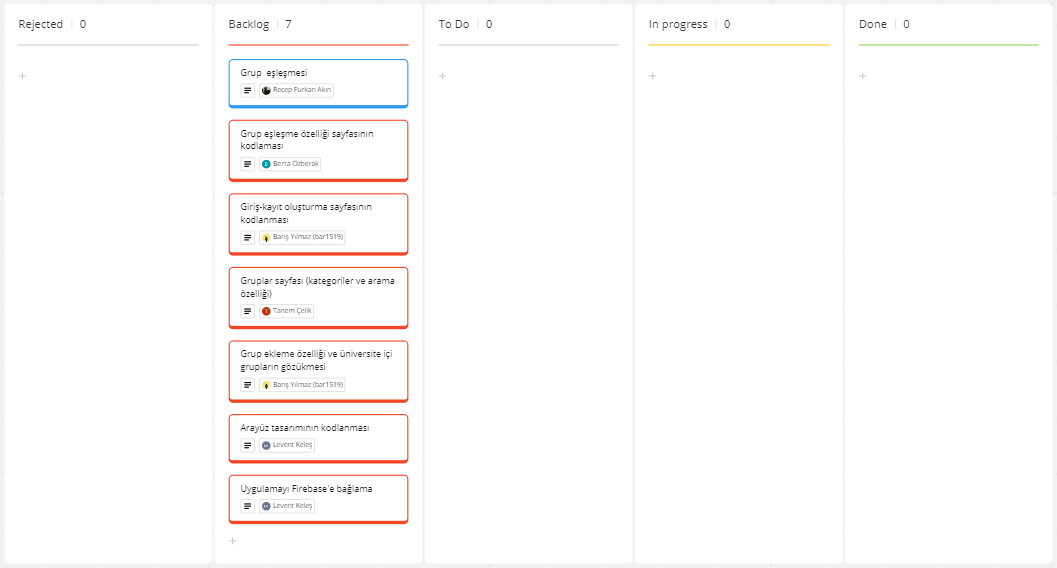 Rejected | 0
Backlog | 7
To Do | 0
In progress | 0
Done | 0
Grup eşleşmesi
Recep Furkan Akın
Grup eşleşme özelliği sayfasının
kodlaması
Berra Özberak
Giriş-kayıt oluşturma sayfasının
kodlanması
Barış Yılmaz (bar1519)
Gruplar sayfası (kategoriler ve arama
özelliği)
Tanem Çelik
Grup ekleme özelliği ve üniversite içi
grupların gözükmesi
Barış Yılmaz (bar1519)
Arayüz tasarımının kodlanması
Levent Keleş
Uygulamayı Firebase'e bağlama
Levent Keleş